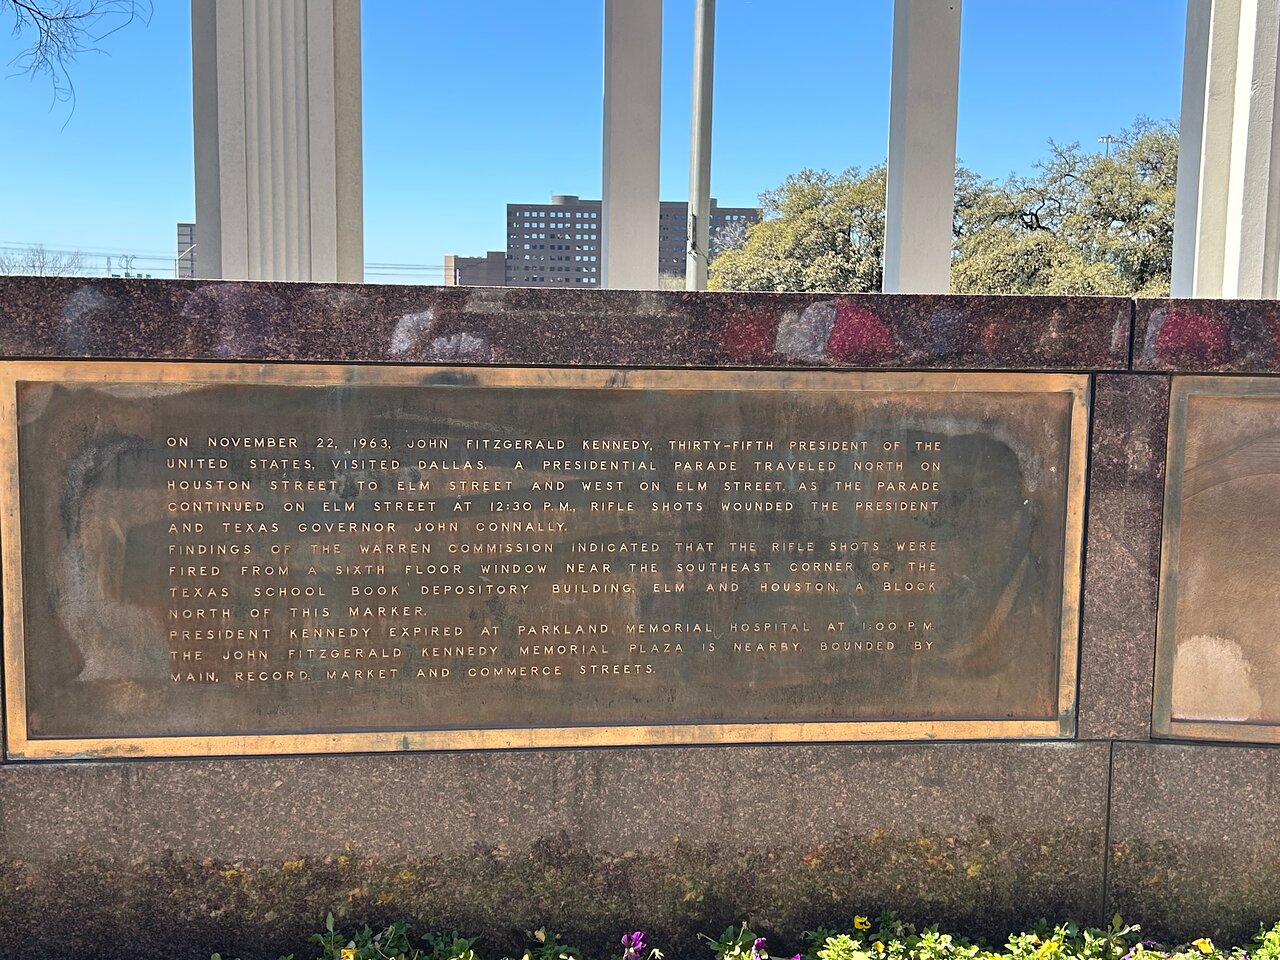 ON NOVEMBER 22, 1963, JOHN FITZGERALD KENNEDY, THIRTY-FIFTH PRESIDENT OF THE
UNITED STATES, VISITED DALLAS. A PRESIDENTIAL PARADE TRAVELED NORTH ON
HOUSTON STREET TO ELM STREET AND WEST ON ELM STREET. AS THE PARADE
CONTINUED ON ELM STREET AT 12:30 P.M., RIFLE SHOTS WOUNDED THE PRESIDENT
AND TEXAS GOVERNOR JOHN CONNALLY.
FINDINGS OF THE WARREN COMMISSION INDICATED THAT THE RIFLE SHOTS WERE
FIRED FROM A SIXTH FLOOR WINDOW NEAR THE SOUTHEAST CORNER OF THE
TEXAS SCHOOL BOOK DEPOSITORY BUILDING, ELM AND HOUSTON, A BLOCK
NORTH OF THIS MARKER.
PRESIDENT KENNEDY EXPIRED AT PARKLAND MEMORIAL HOSPITAL AT 1:00 P.M.
THE JOHN FITZGERALD KENNEDY MEMORIAL PLAZA IS NEARBY, BOUNDED BY
MAIN, RECORD, MARKET AND COMMERCE STREETS.